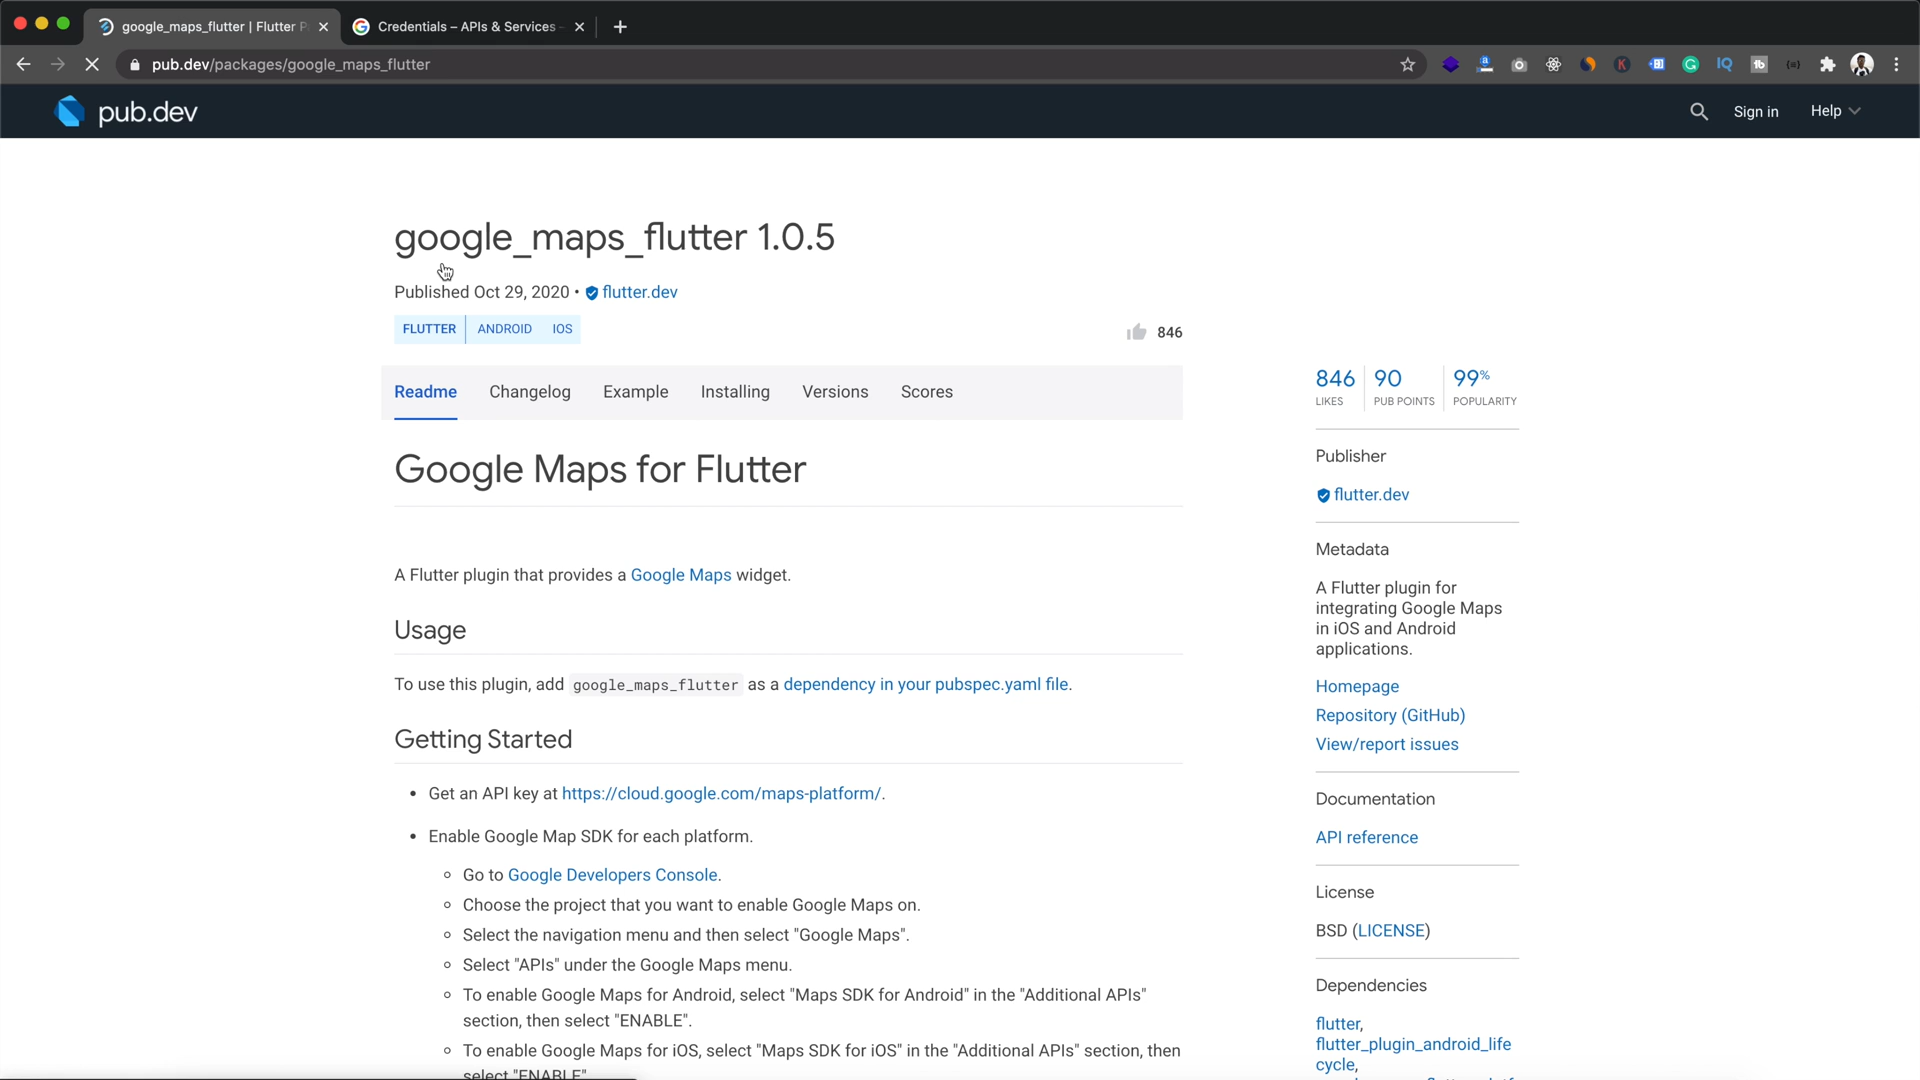 google_maps_flutter | Flutter P
Credentials – APIs & Services –
pub.dev/packages/google_maps_flutter
pub.dev
Sign in
Help
google_maps_flutter 1.0.5
Published Oct 29, 2020 • flutter.dev
FLUTTER ANDROID IOS
846
Readme Changelog Example Installing Versions Scores
Google Maps for Flutter
A Flutter plugin that provides a Google Maps widget.
Usage
To use this plugin, add google_maps_flutter as a dependency in your pubspec.yaml file.
Getting Started
• Get an API key at https://cloud.google.com/maps-platform/.
• Enable Google Map SDK for each platform.
Go to Google Developers Console.
Choose the project that you want to enable Google Maps on.
Select the navigation menu and then select "Google Maps".
Select "APIs" under the Google Maps menu.
To enable Google Maps for Android, select "Maps SDK for Android" in the "Additional APIs"
section, then select "ENABLE".
To enable Google Maps for iOS, select "Maps SDK for iOS" in the "Additional APIs" section, then
select "ENABLE"
846 90 99%
LIKES PUB POINTS POPULARITY
Publisher
flutter.dev
Metadata
A Flutter plugin for
integrating Google Maps
in iOS and Android
applications.
Homepage
Repository (GitHub)
View/report issues
Documentation
API reference
License
BSD (LICENSE)
Dependencies
flutter,
flutter_plugin_android_life
cycle,